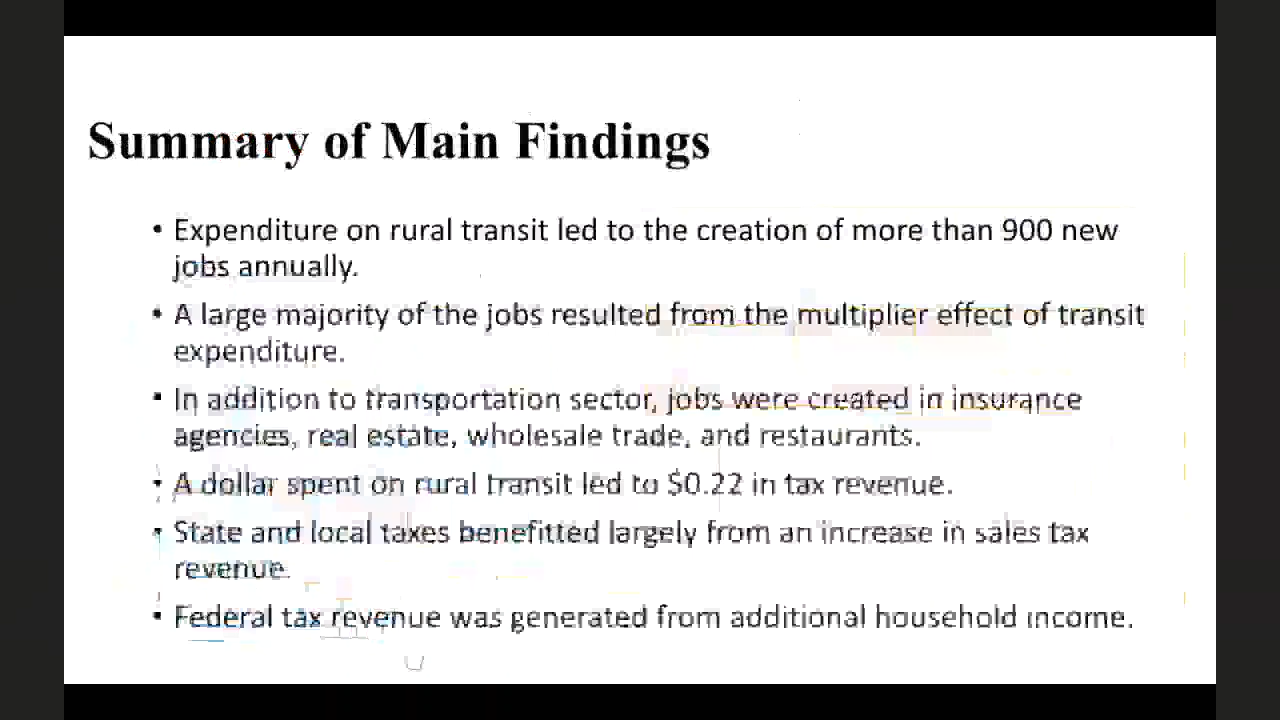 Summary of Main Findings
• Expenditure on rural transit led to the creation of more than 900 new
jobs annually.
• A large majority of the jobs resulted from the multiplier effect of transit
expenditure.
• In addition to transportation sector, jobs were created in insurance
agencies, real estate, wholesale trade, and restaurants.
• A dollar spent on rural transit led to $0.22 in tax revenue.
• State and local taxes benefitted largely from an increase in sales tax
revenue.
• Federal tax revenue was generated from additional household income.